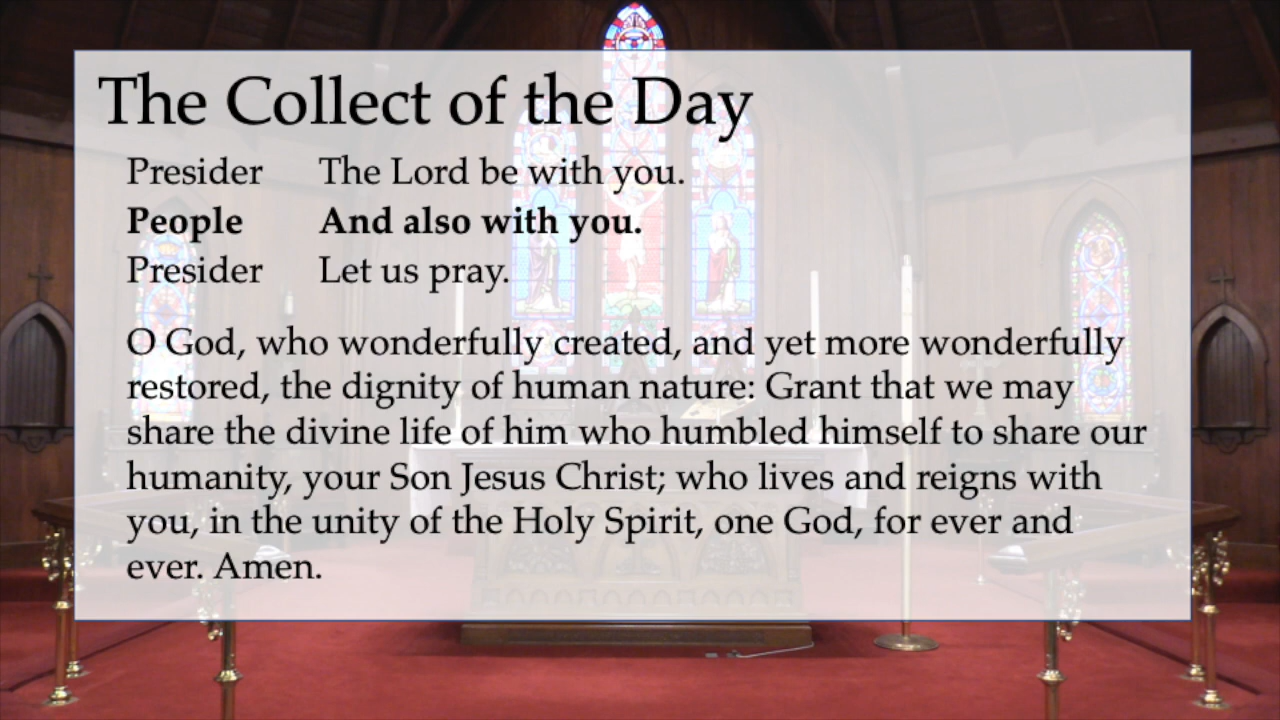 The Collect of the Day
Presider The Lord be with you.
People And also with you.
Presider Let us pray.
O God, who wonderfully created, and yet more wonderfully
restored, the dignity of human nature: Grant that we may
share the divine life of him who humbled himself to share our
humanity, your Son Jesus Christ; who lives and reigns with
you, in the unity of the Holy Spirit, one God, for ever and
ever. Amen.